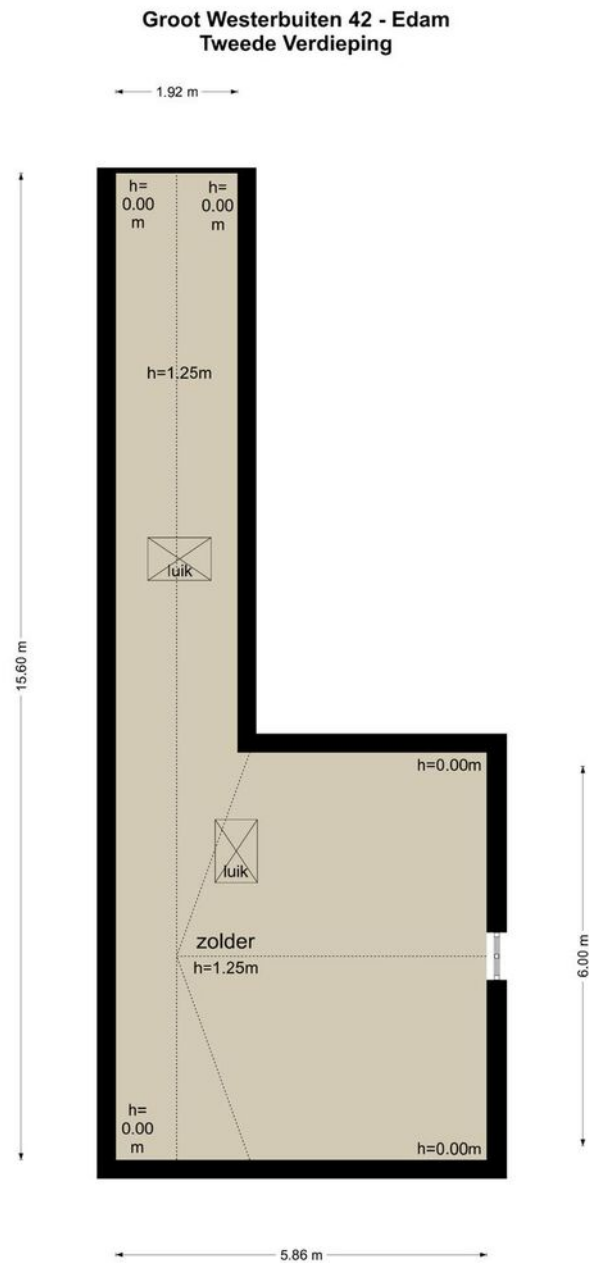 Groot Westerbuiten 42 - Edam
Tweede Verdieping
1.92 m
h=
0.00
m
h=
0.00
m
h=1.25m
luik
15.60 m
h=0.00m
luik
zolder
h=1.25m
6.00 m
h=
0.00
m
h=0.00m
5.86 m